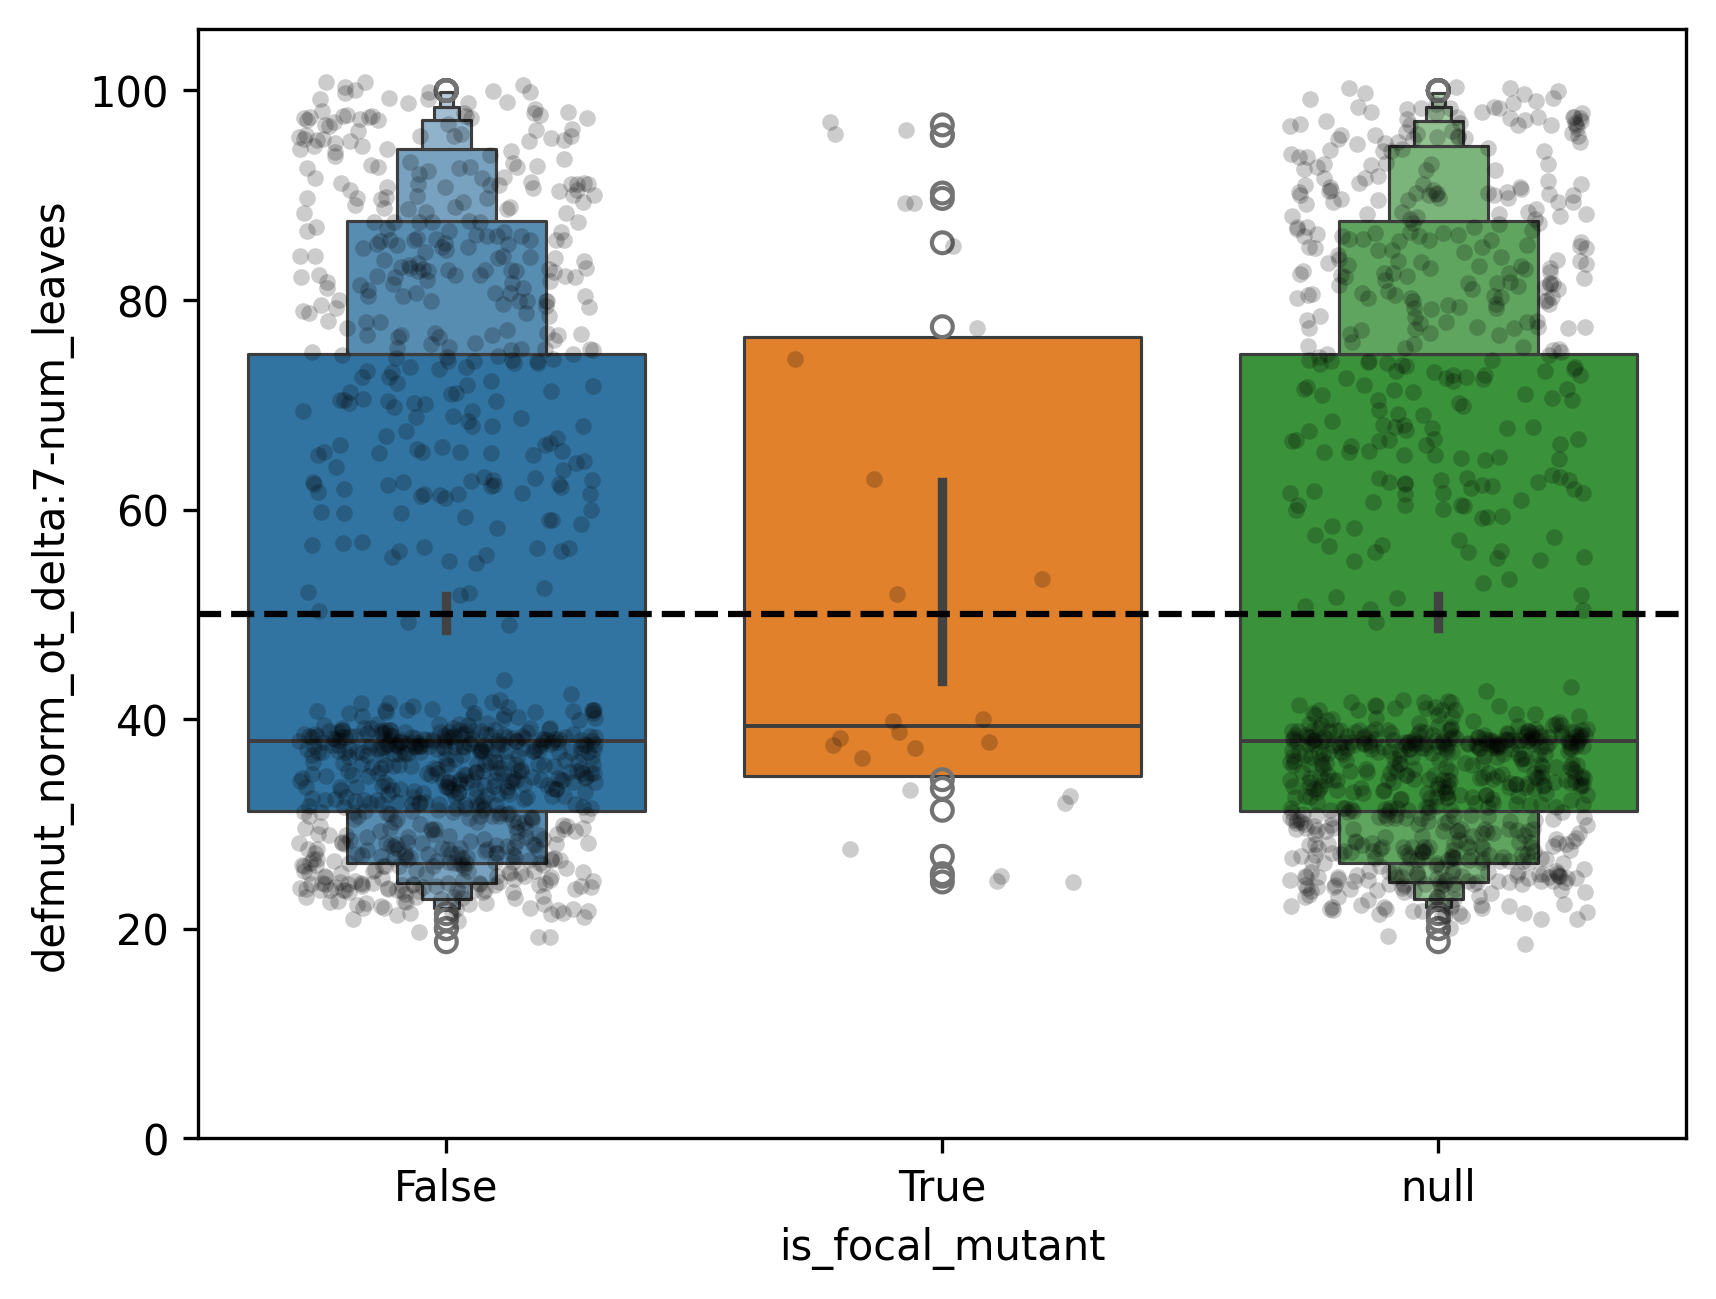 defmut_norm_ot_delta:7-num_leaves
100
80
60
40
20
0
False
True
null
is_focal_mutant